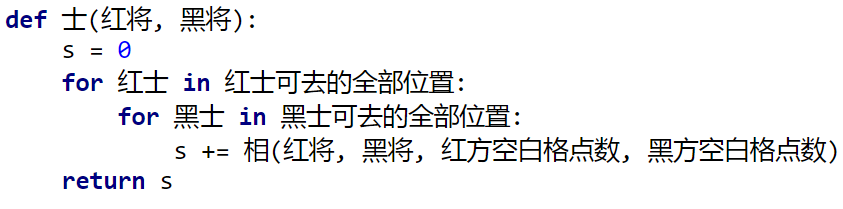 def 士(红将, 黑将):
    s = 0
    for 红士 in 红士可去的全部位置:
        for 黑士 in 黑士可去的全部位置:
            s += 相(红将, 黑将, 红方空白格点数, 黑方空白格点数)
    return s